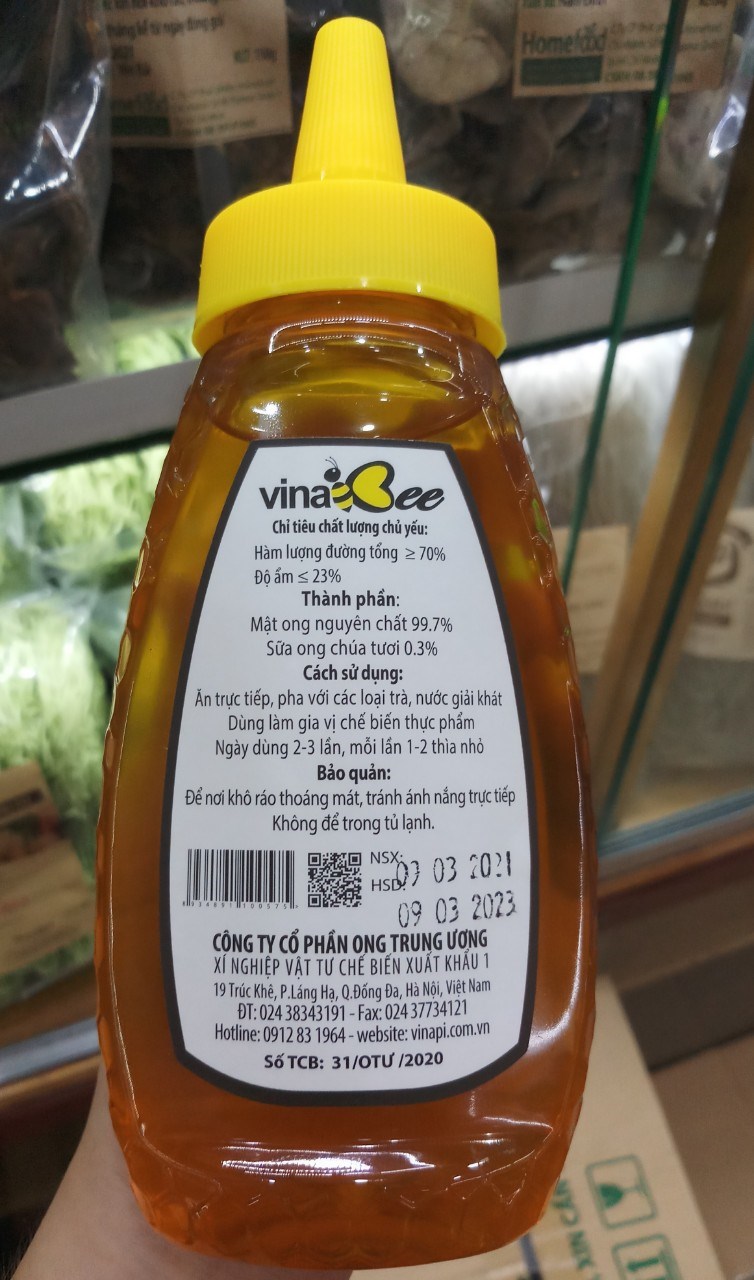 Homefood
vinaBee
Chỉ tiêu chất lượng chủ yếu:
Hàm lượng đường tổng ≥ 70%
Độ ẩm ≤ 23%
Thành phần:
Mật ong nguyên chất 99.7%
Sữa ong chúa tươi 0.3%
Cách sử dụng:
Ăn trực tiếp, pha với các loại trà, nước giải khát
Dùng làm gia vị chế biến thực phẩm
Ngày dùng 2-3 lần, mỗi lần 1-2 thìa nhỏ
Bảo quản:
Để nơi khô ráo thoáng mát, tránh ánh nắng trực tiếp
Không để trong tủ lạnh.
NSX: 09 03 2021
HSD: 09 03 2023
8 934891 100575
CÔNG TY CỔ PHẦN ONG TRUNG ƯƠNG
XÍ NGHIỆP VẬT TƯ CHẾ BIẾN XUẤT KHẨU 1
19 Trúc Khê, P.Láng Hạ, Q.Đống Đa, Hà Nội, Việt Nam
ĐT: 024 38343191 - Fax: 024 37734121
Hotline: 0912 83 1964 - website: vinapi.com.vn
Số TCB: 31/OTƯ /2020